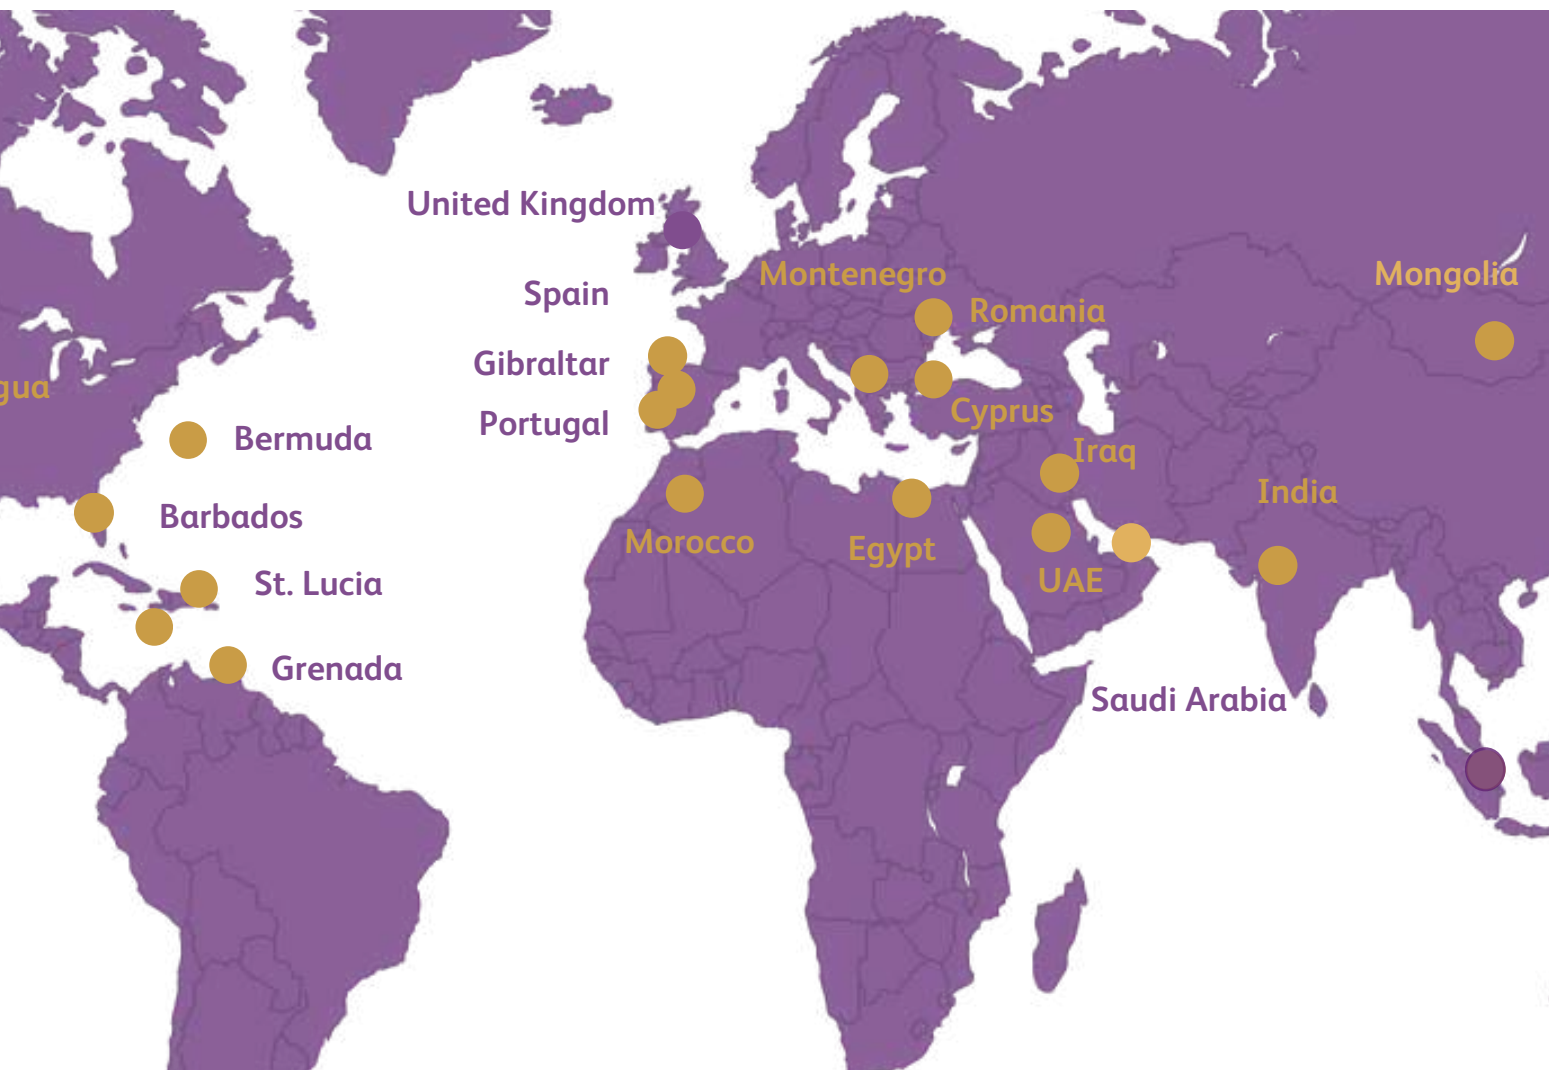 United Kingdom
Montenegro
Mongolia
Spain
Romania
Gibraltar
gua
Cyprus
Portugal
Bermuda
Iraq
India
Barbados
Morocco
Egypt
UAE
St. Lucia
Grenada
Saudi Arabia